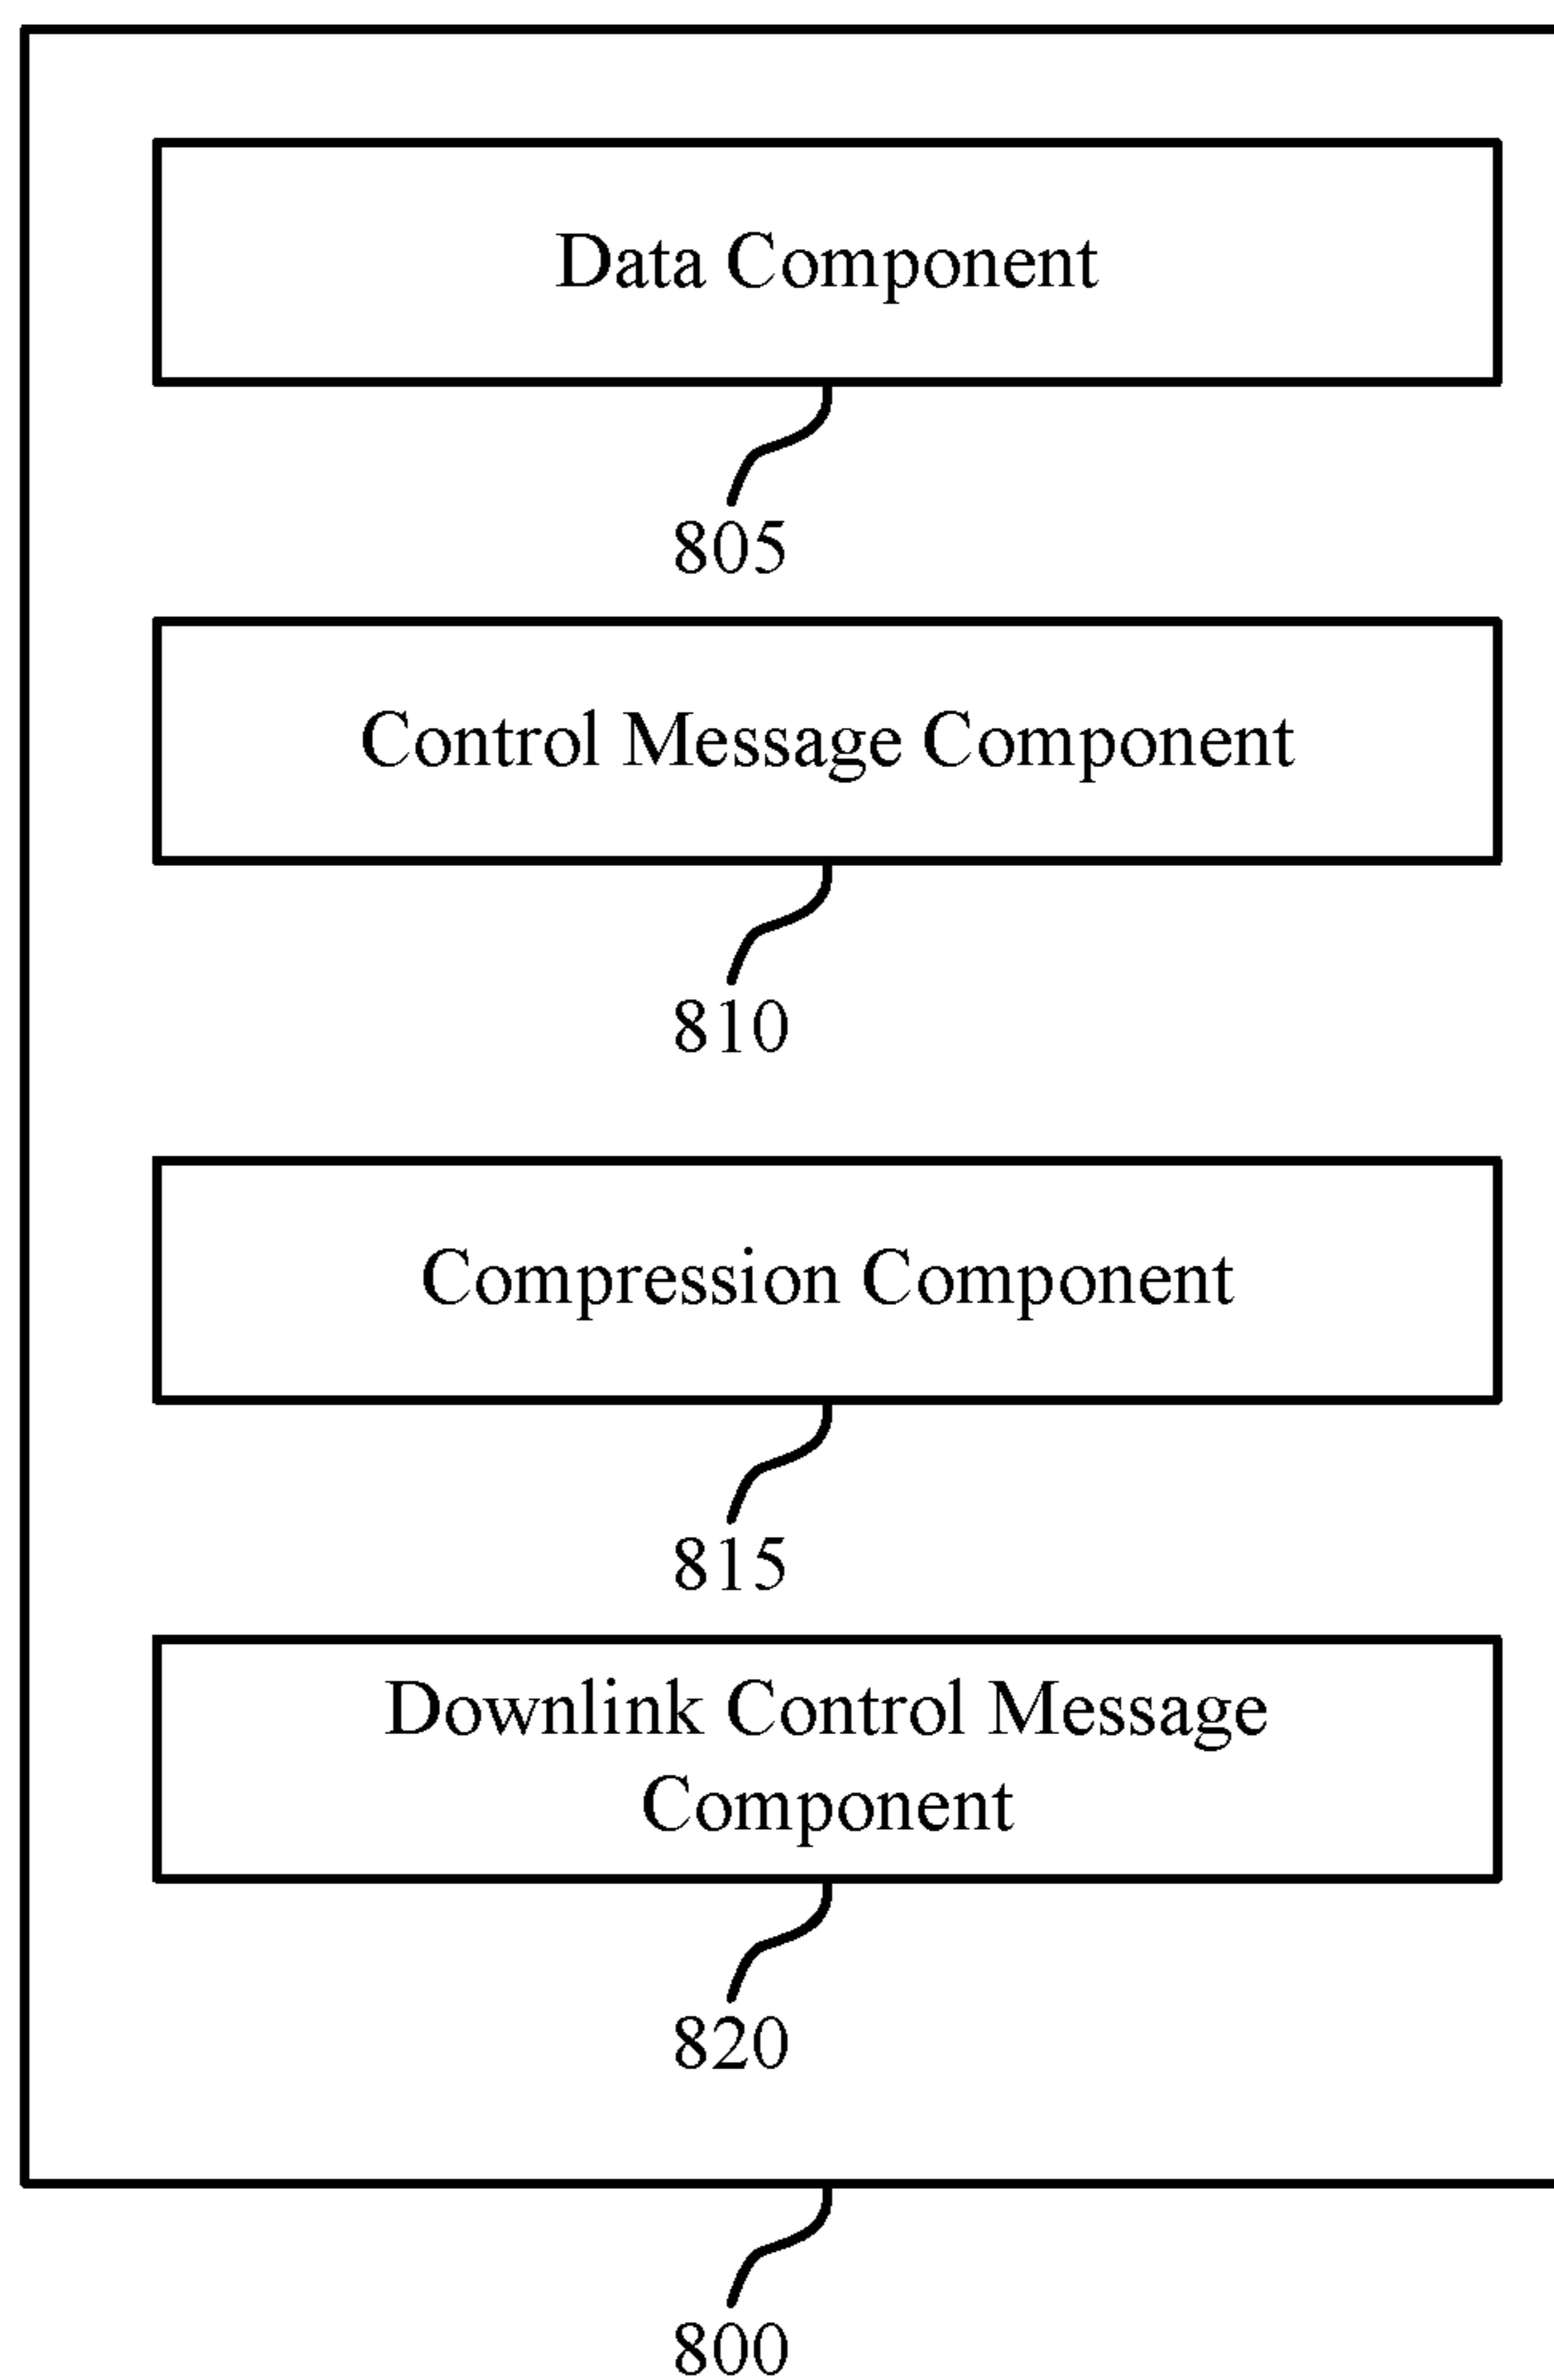 Data Component
805
Control Message Component
810
Compression Component
815
Downlink Control Message
Component
820
800